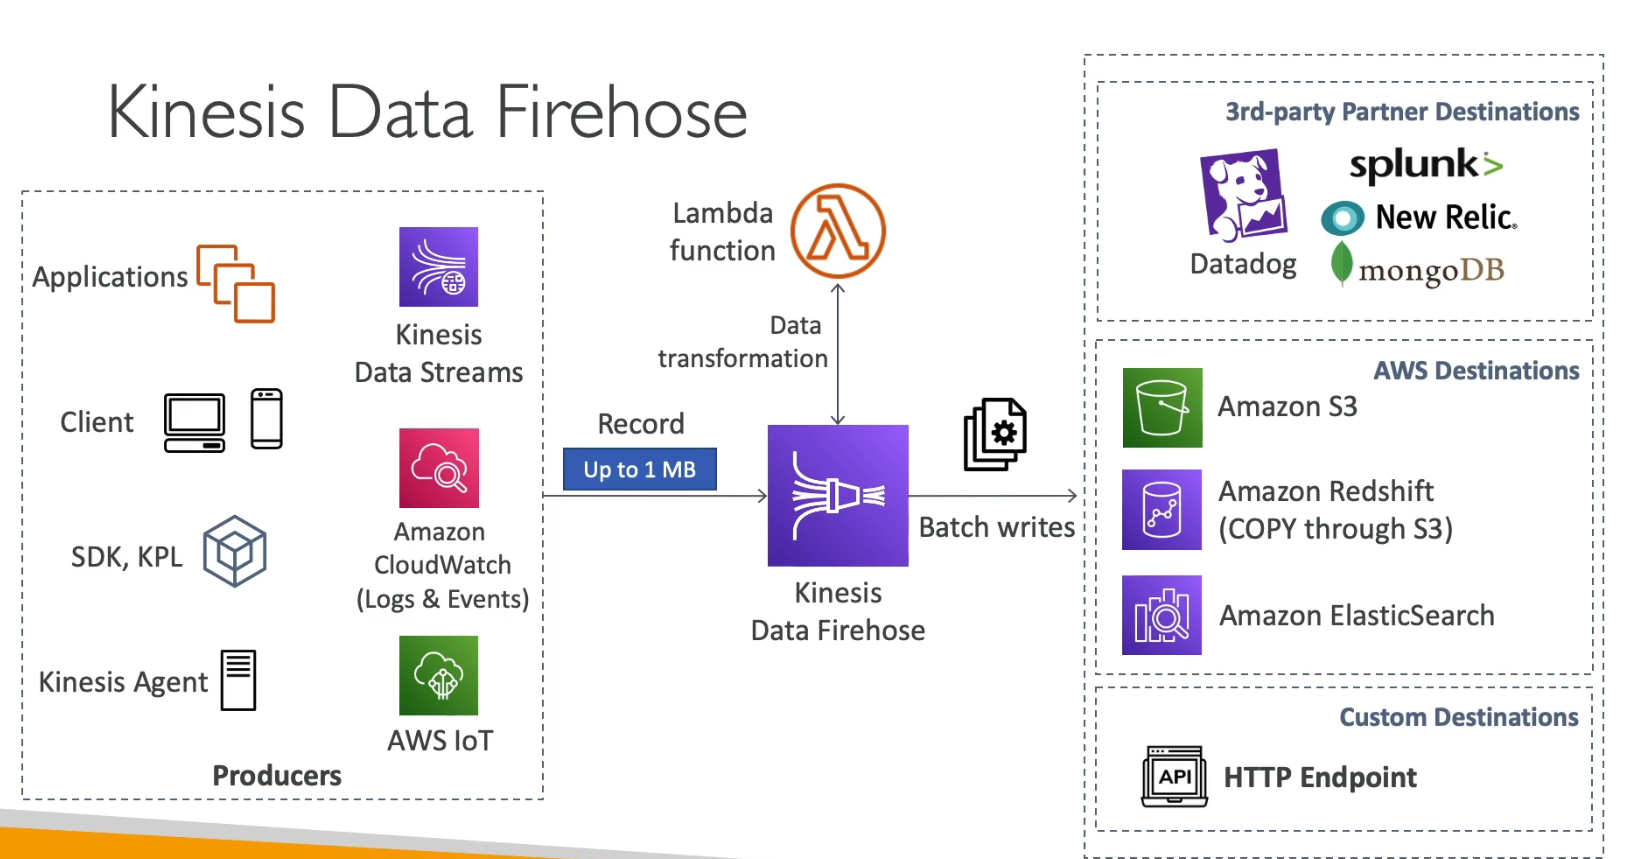 Kinesis Data Firehose
Applications
Kinesis
Data Streams
Client
Amazon
CloudWatch
(Logs & Events)
SDK, KPL
Kinesis Agent
AWS IoT
Producers
Record
Up to 1 MB
Lambda
function
Data
transformation
Kinesis
Data Firehose
Batch writes
3rd-party Partner Destinations
Datadog
splunk>
New Relic.
mongoDB
AWS Destinations
Amazon S3
Amazon Redshift
(COPY through S3)
Amazon ElasticSearch
Custom Destinations
API
HTTP Endpoint